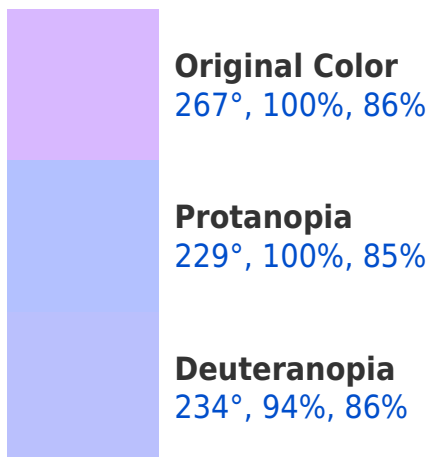 Original Color
267°, 100%, 86%
Protanopia
229°, 100%, 85%
Deuteranopia
234°, 94%, 86%